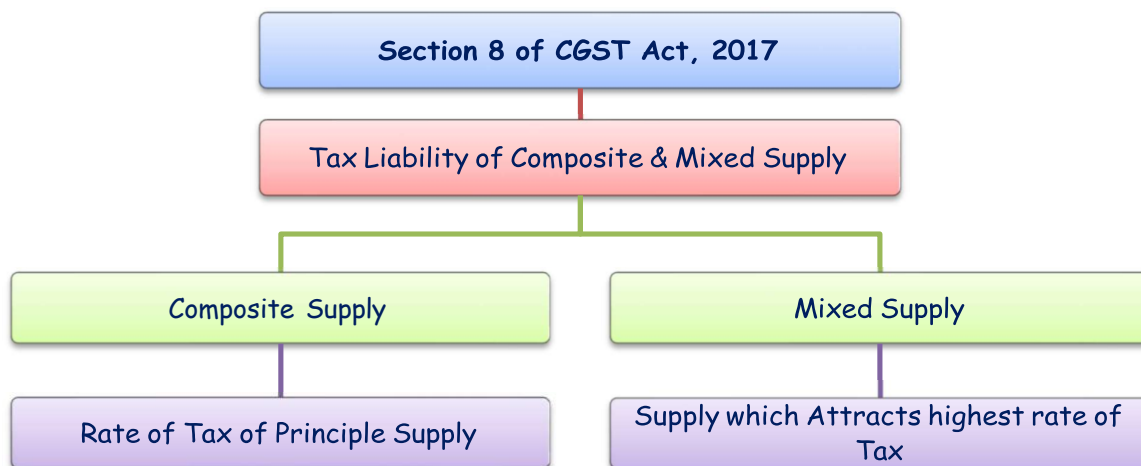 Section 8 of CGST Act, 2017
Tax Liability of Composite & Mixed Supply
Composite Supply
Mixed Supply
Rate of Tax of Principle Supply
Supply which Attracts highest rate of
Tax